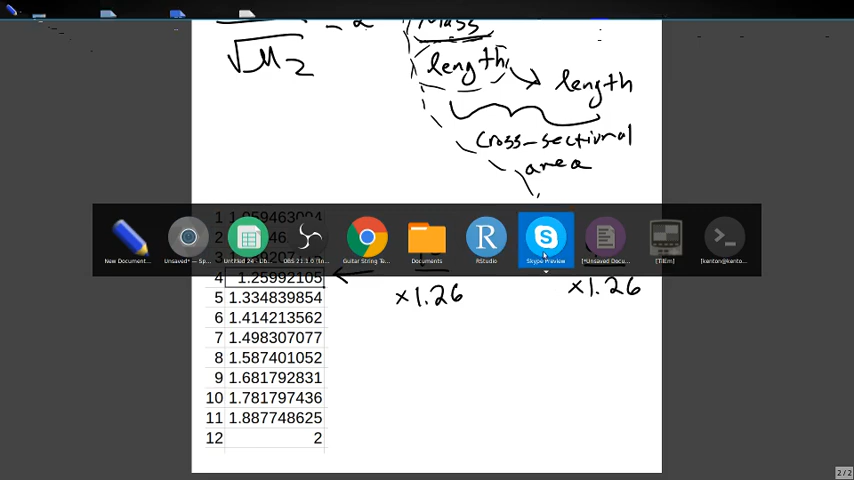 Mass
√M2
length
length
cross-sectional
area
1 1.059463094
2
3
New Document...
Unsaved* — Sp...
Untitled 24 - Lib...
OBS 22.1.0 (lin...
Guitar String Te...
Documents
RStudio
Skype Preview
[*Unsaved Docu...
[TilEm]
[kenton@kento...
4 1.25992105
×1.26
×1.26
5 1.334839854
6 1.414213562
7 1.498307077
8 1.587401052
9 1.681792831
10 1.781797436
11 1.887748625
12 2
2/2